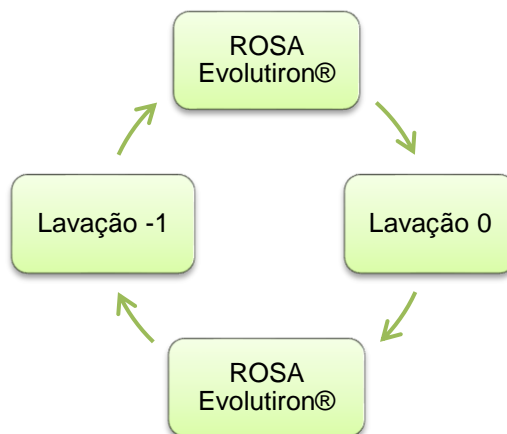 ROSA
Evolutiron®
Lavação -1
Lavação 0
ROSA
Evolutiron®